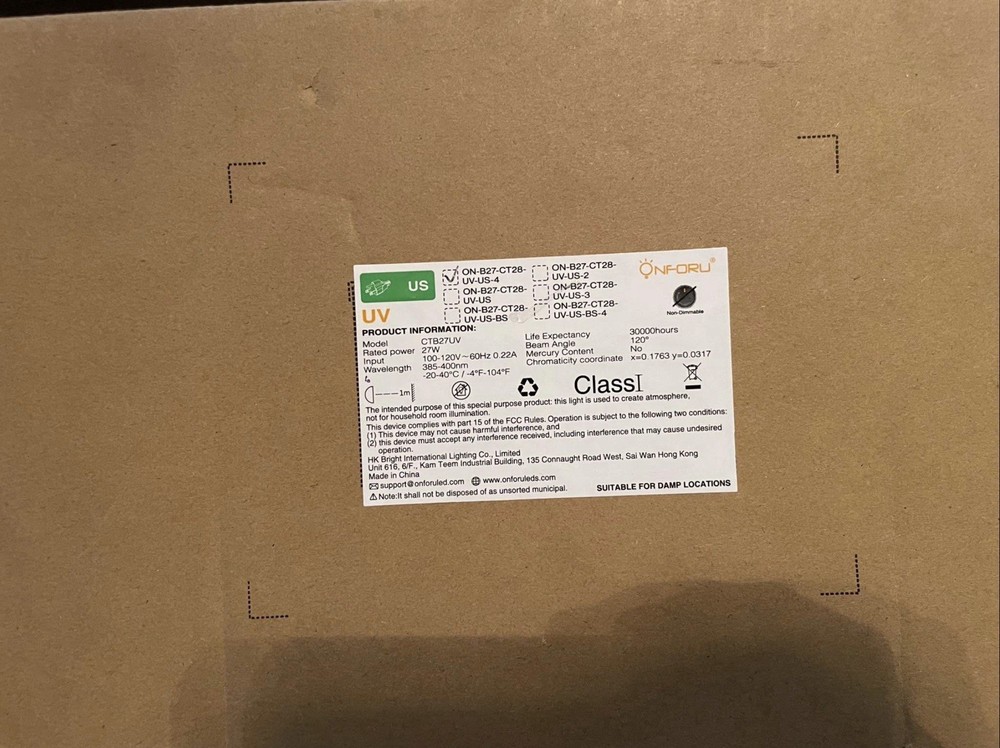 US
ON-B27-CT28-UV-US-4
ON-B27-CT28-UV-US-2
ON-B27-CT28-UV-US
ON-B27-CT28-UV-US-3
ON-B27-CT28-UV-US-BS
ON-B27-CT28-UV-US-BS-4
ONFORU®
Non-Dimmable
UV
PRODUCT INFORMATION:
Model CTB27UV
Rated power 27W
Input 100-120V~60Hz 0.22A
Wavelength 385-400nm
ta -20-40°C / -4°F-104°F
Life Expectancy 30000hours
Beam Angle 120°
Mercury Content No
Chromaticity coordinate x=0.1763 y=0.0317
1m
ClassI
The intended purpose of this special purpose product: this light is used to create atmosphere,
not for household room illumination.
This device complies with part 15 of the FCC Rules. Operation is subject to the following two conditions:
(1) This device may not cause harmful interference, and
(2) this device must accept any interference received, including interference that may cause undesired
operation.
HK Bright International Lighting Co., Limited
Unit 616, 6/F., Kam Teem Industrial Building, 135 Connaught Road West, Sai Wan Hong Kong
Made in China
support@onforuled.com www.onforuleds.com
Note:It shall not be disposed of as unsorted municipal.
SUITABLE FOR DAMP LOCATIONS